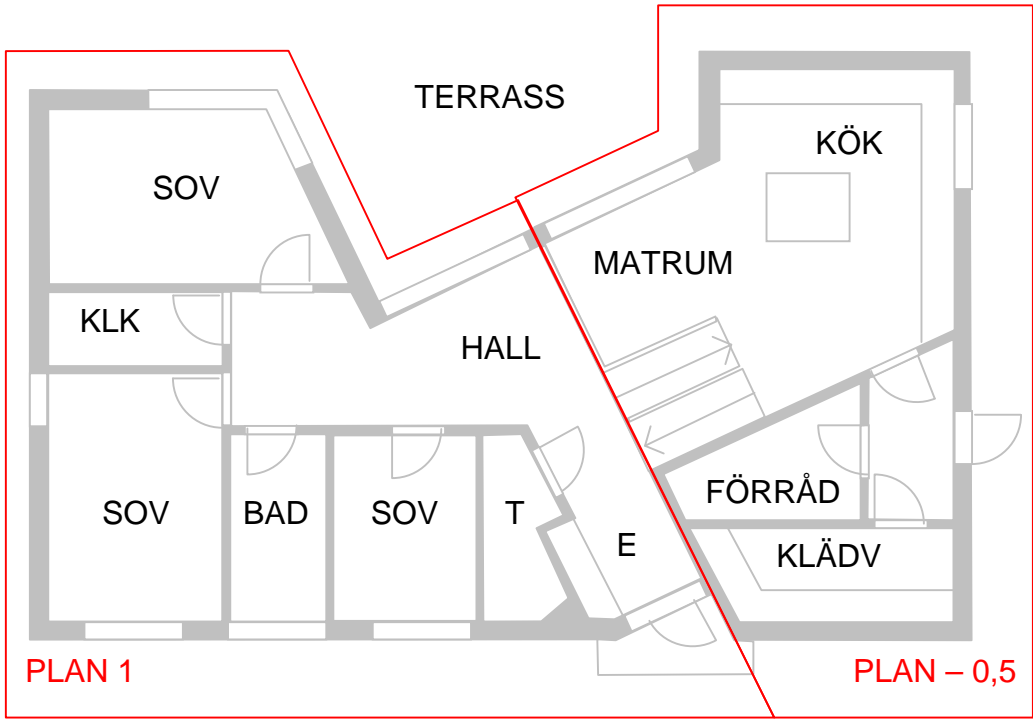 TERRASS
KÖK
SOV
MATRUM
KLK
HALL
SOV
BAD
SOV
T
FÖRRÅD
E
KLÄDV
PLAN 1
PLAN – 0,5